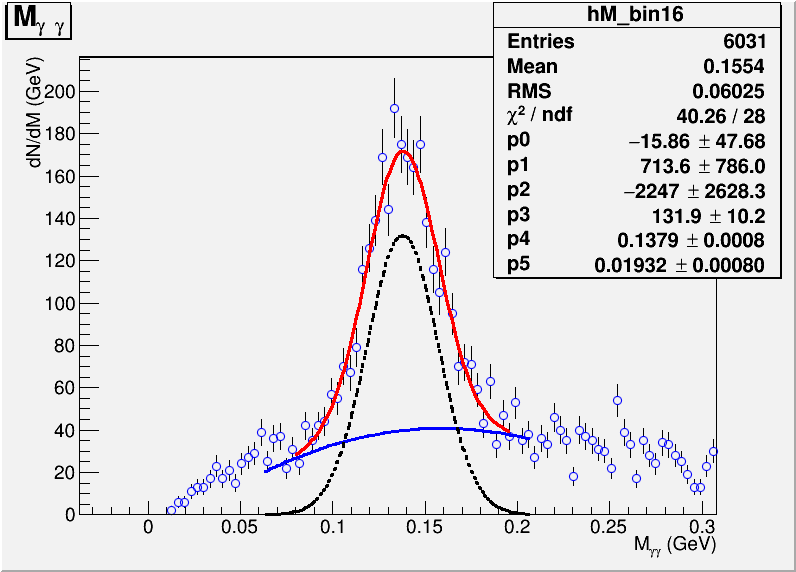 M_γ γ
hM_bin16
Entries 6031
Mean 0.1554
RMS 0.06025
χ² / ndf 40.26 / 28
p0 −15.86 ± 47.68
p1 713.6 ± 786.0
p2 −2247 ± 2628.3
p3 131.9 ± 10.2
p4 0.1379 ± 0.0008
p5 0.01932 ± 0.00080
dN/dM (GeV)
200
180
160
140
120
100
80
60
40
20
0
0 0.05 0.1 0.15 0.2 0.25 0.3
M_γγ (GeV)